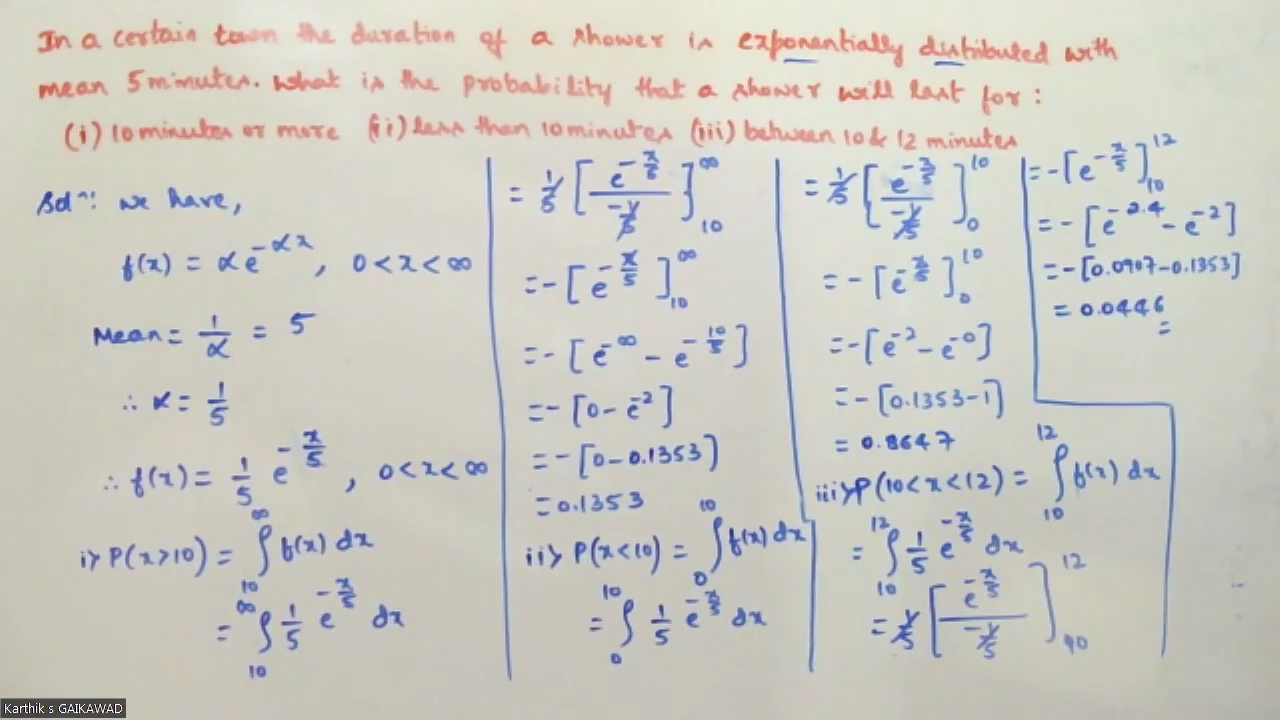 In a certain town the duration of a shower is exponentially distributed with
mean 5 minutes. What is the probability that a shower will last for :
(i) 10 minutes or more (ii) less than 10 minutes (iii) between 10 & 12 minutes
Solⁿ: we have,
f(x) = αe^{-αx}, 0<x<∞
Mean = 1/α = 5
∴ α = 1/5
∴ f(x) = 1/5 e^{-x/5}, 0<x<∞
i> P(x>10) = ∫_{10}^{∞} f(x) dx
= ∫_{10}^{∞} 1/5 e^{-x/5} dx
= 1/5 [e^{-x/5} / -1/5]_{10}^{∞}
= -[e^{-x/5}]_{10}^{∞}
= -[e^{-∞} - e^{-10/5}]
= -[0 - e^{-2}]
= -[0 - 0.1353)
= 0.1353
ii> P(x<10) = ∫_{0}^{10} f(x) dx
= ∫_{0}^{10} 1/5 e^{-x/5} dx
= 1/5 [e^{-x/5} / -1/5]_{0}^{10}
= -[e^{-x/5}]_{0}^{10}
= -[e^{-2} - e^{-0}]
= -[0.1353-1]
= 0.8647
iii> P(10<x<12) = ∫_{10}^{12} f(x) dx
= ∫_{10}^{12} 1/5 e^{-x/5} dx
= 1/5 [e^{-x/5} / -1/5]_{10}^{12}
= -[e^{-x/5}]_{10}^{12}
= -[e^{-2.4} - e^{-2}]
= -[0.0907-0.1353]
= 0.0446
Karthik s GAIKAWAD